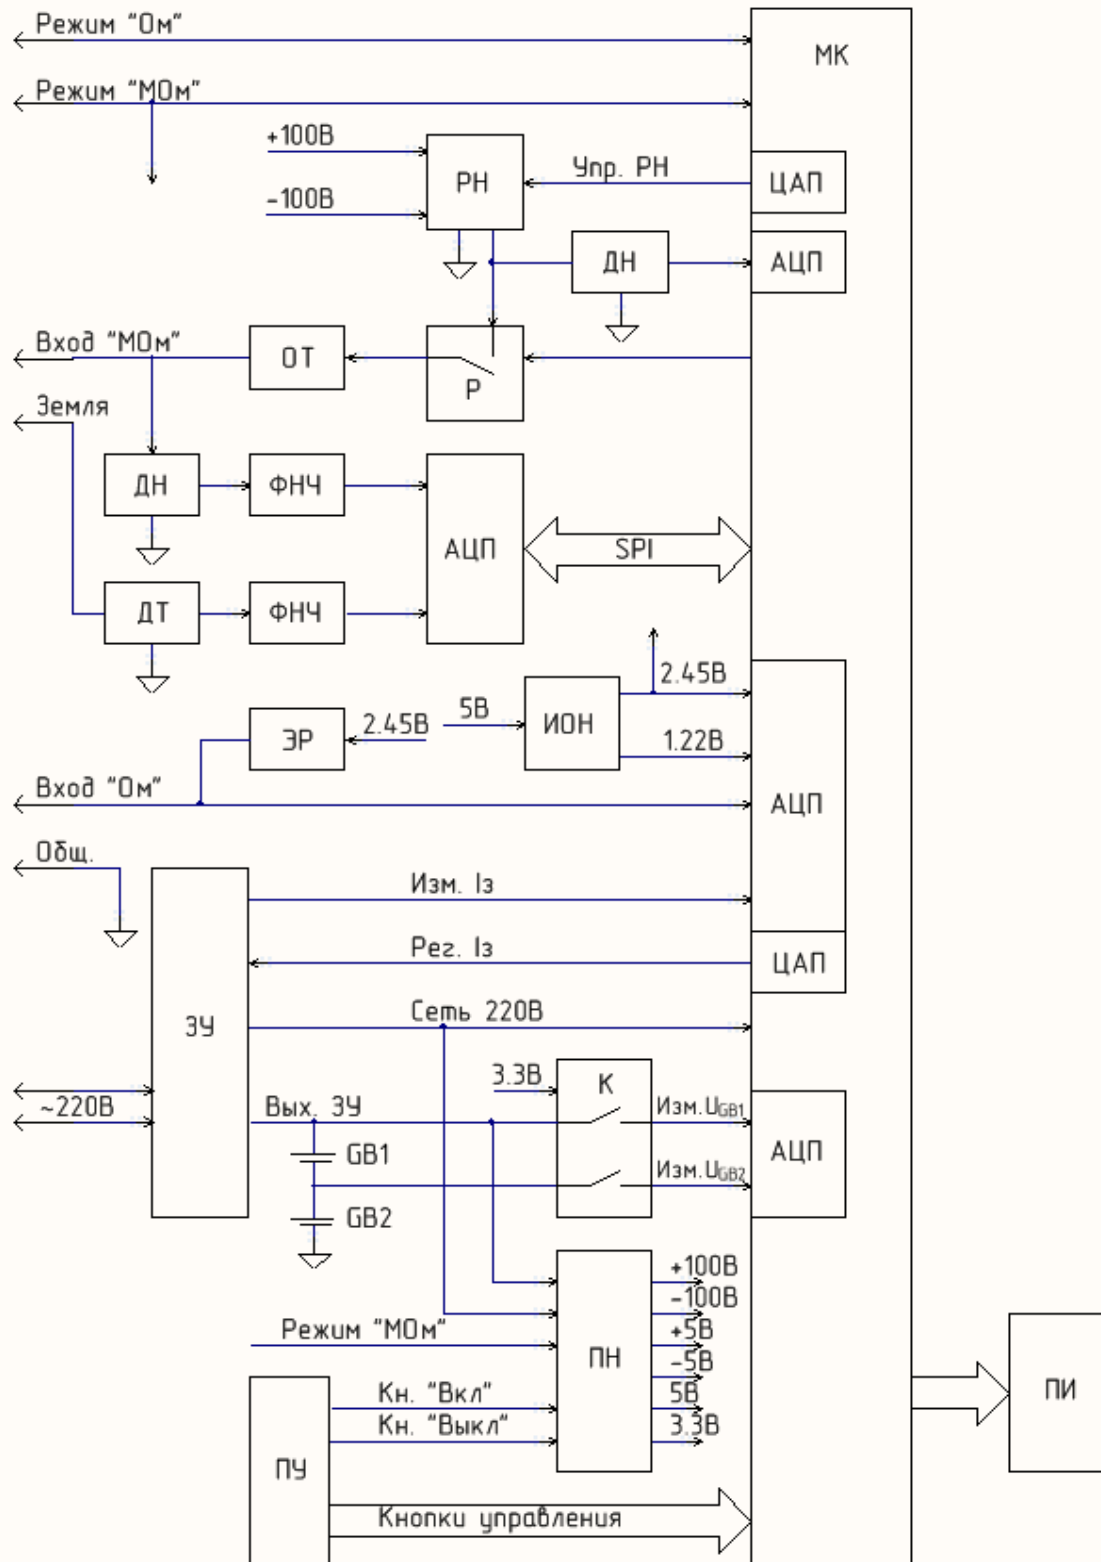 Режим "Ом"
МК
Режим "МОм"
+100В
РН
Упр. РН
ЦАП
-100В
ДН
АЦП
Вход "МОм"
ОТ
Р
Земля
ДН
ФНЧ
АЦП
SPI
ДТ
ФНЧ
2.45В
5В
ИОН
ЭР
2.45В
1.22В
Вход "Ом"
АЦП
Общ.
Изм. Iз
Рег. Iз
ЦАП
ЗУ
Сеть 220В
3.3В
К
~220В
Вых. ЗУ
Изм.UGB1
GB1
АЦП
Изм.UGB2
GB2
+100В
-100В
Режим "МОм"
+5В
ПН
-5В
Кн. "Вкл"
5В
ПИ
Кн. "Выкл"
3.3В
ПУ
Кнопки управления